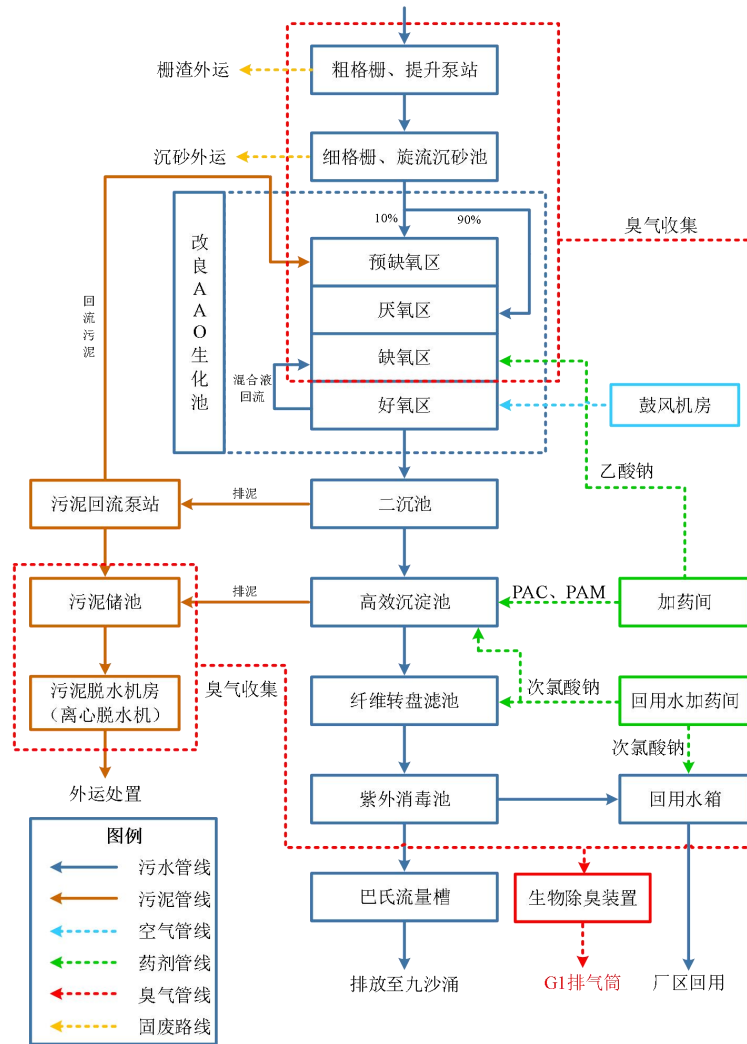 栅渣外运
粗格栅、提升泵站
沉砂外运
细格栅、旋流沉砂池
10%
90%
臭气收集
改良AAO生化池
预缺氧区
厌氧区
缺氧区
好氧区
回流污泥
混合液
回流
鼓风机房
乙酸钠
污泥回流泵站
排泥
二沉池
污泥储池
排泥
高效沉淀池
PAC、PAM
加药间
污泥脱水机房
（离心脱水机）
臭气收集
纤维转盘滤池
次氯酸钠
回用水加药间
次氯酸钠
外运处置
紫外消毒池
回用水箱
图例
污水管线
污泥管线
空气管线
药剂管线
臭气管线
固废路线
巴氏流量槽
生物除臭装置
排放至九沙涌
G1排气筒
厂区回用